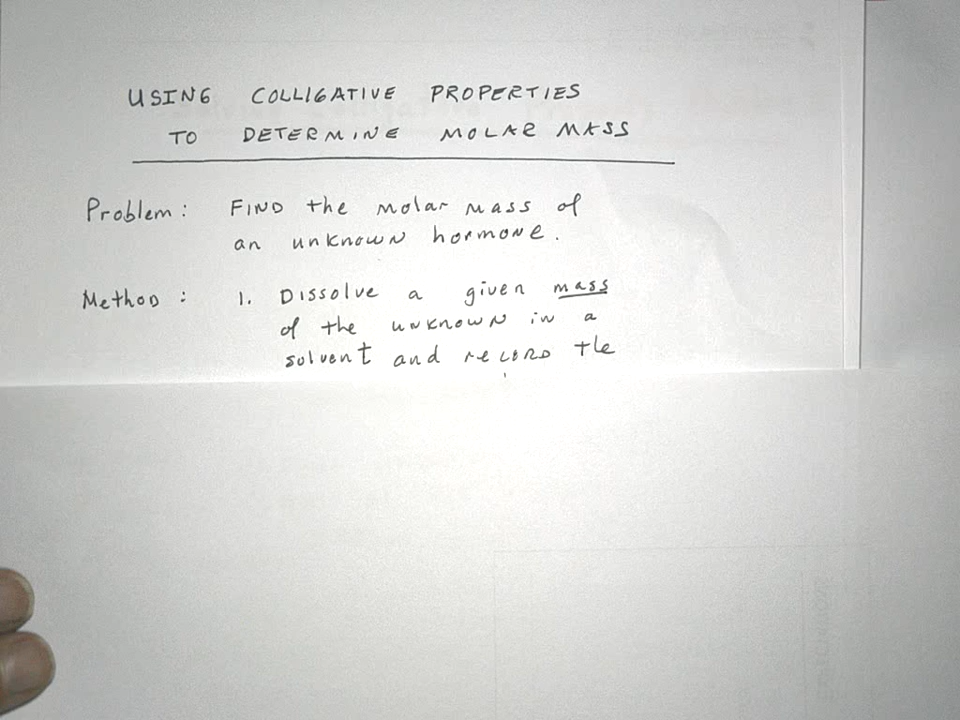 USING COLLIGATIVE PROPERTIES
TO DETERMINE MOLAR MASS
Problem: FIND the molar mass of
an unknown hormone.
Method: 1. Dissolve a given mass
of the unknown in a
solvent and record the